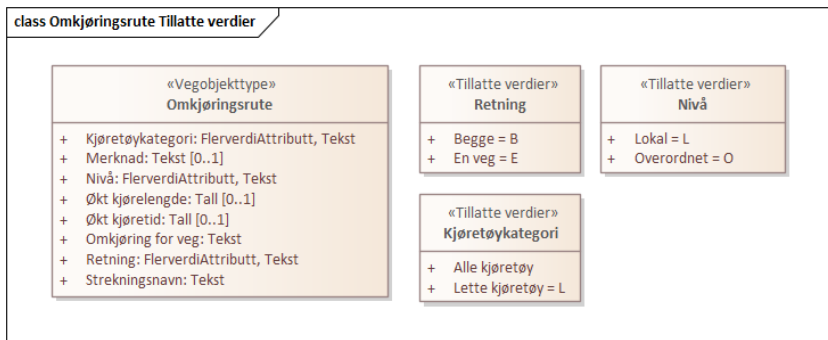 class Omkjøringsrute Tillatte verdier
«Vegobjekttype»
Omkjøringsrute
+ Kjøretøykategori: FlerverdiAttributt, Tekst
+ Merknad: Tekst [0..1]
+ Nivå: FlerverdiAttributt, Tekst
+ Økt kjørelengde: Tall [0..1]
+ Økt kjøretid: Tall [0..1]
+ Omkjøring for veg: Tekst
+ Retning: FlerverdiAttributt, Tekst
+ Strekningsnavn: Tekst
«Tillatte verdier»
Retning
+ Begge = B
+ En veg = E
«Tillatte verdier»
Nivå
+ Lokal = L
+ Overordnet = O
«Tillatte verdier»
Kjøretøykategori
+ Alle kjøretøy
+ Lette kjøretøy = L